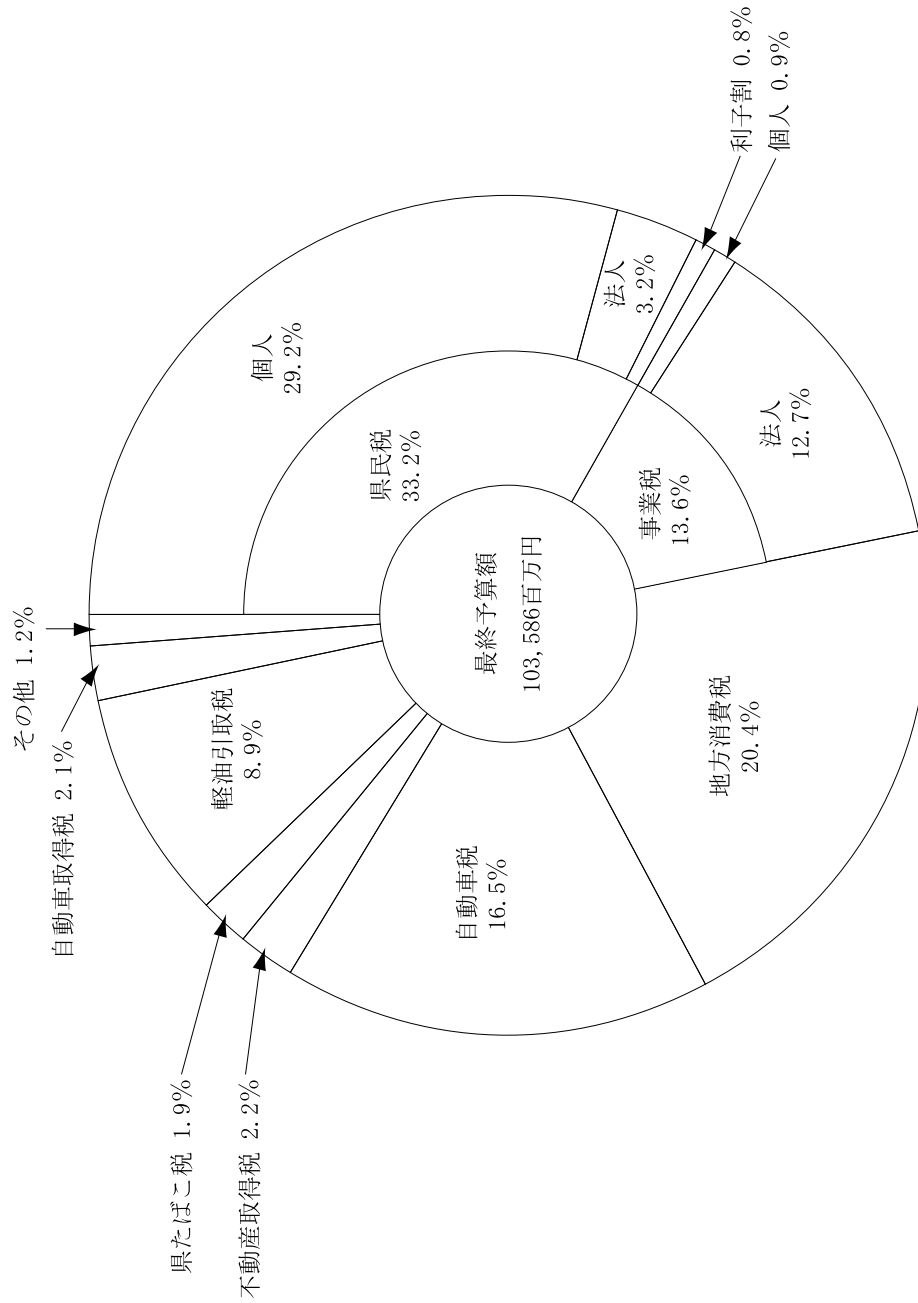 最終予算額
103,586百万円
県民税
33.2%
個人
29.2%
法人
3.2%
利子割 0.8%
事業税
13.6%
個人 0.9%
法人
12.7%
地方消費税
20.4%
自動車税
16.5%
不動産取得税 2.2%
県たばこ税 1.9%
軽油引取税
8.9%
自動車取得税 2.1%
その他 1.2%